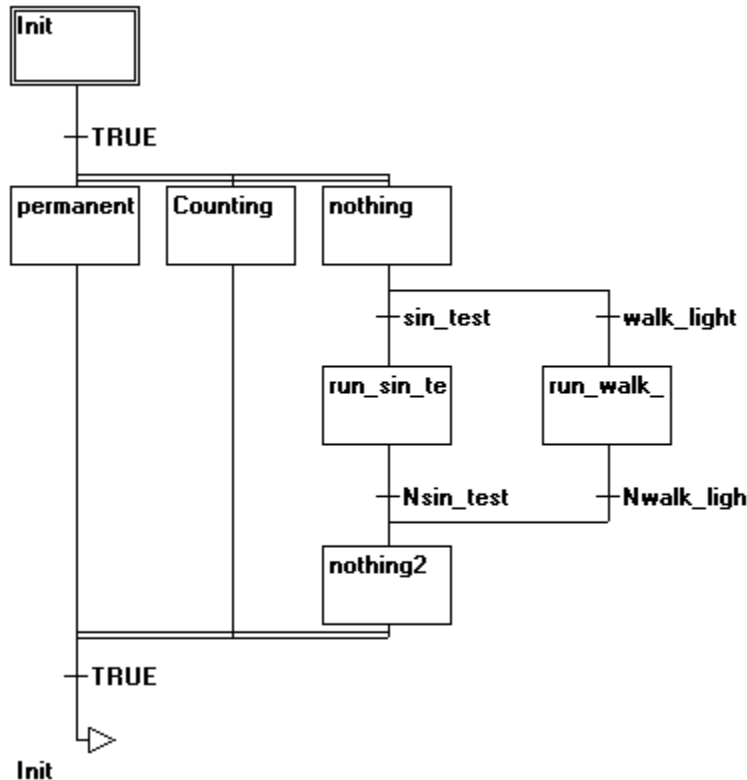 Init
TRUE
permanent Counting nothing
sin_test walk_light
run_sin_te run_walk_
Nsin_test Nwalk_ligh
nothing2
TRUE
Init